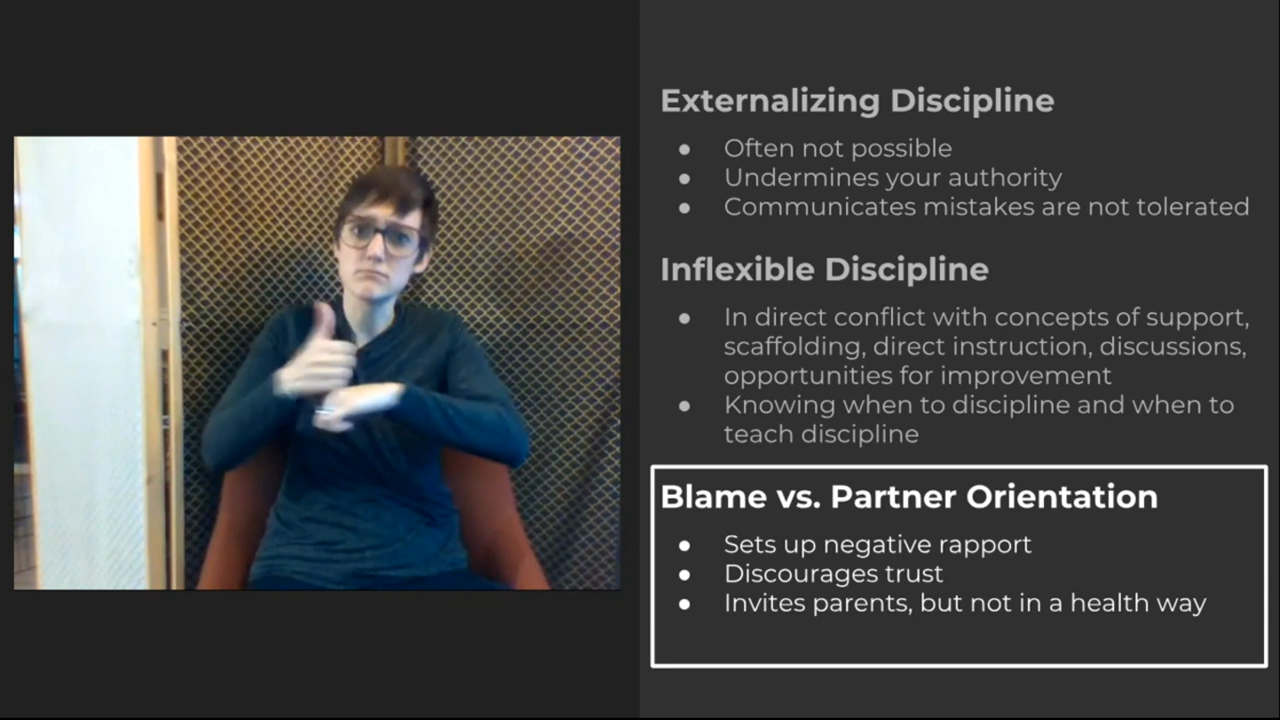 Externalizing Discipline
● Often not possible
● Undermines your authority
● Communicates mistakes are not tolerated
Inflexible Discipline
● In direct conflict with concepts of support,
scaffolding, direct instruction, discussions,
opportunities for improvement
● Knowing when to discipline and when to
teach discipline
Blame vs. Partner Orientation
● Sets up negative rapport
● Discourages trust
● Invites parents, but not in a health way